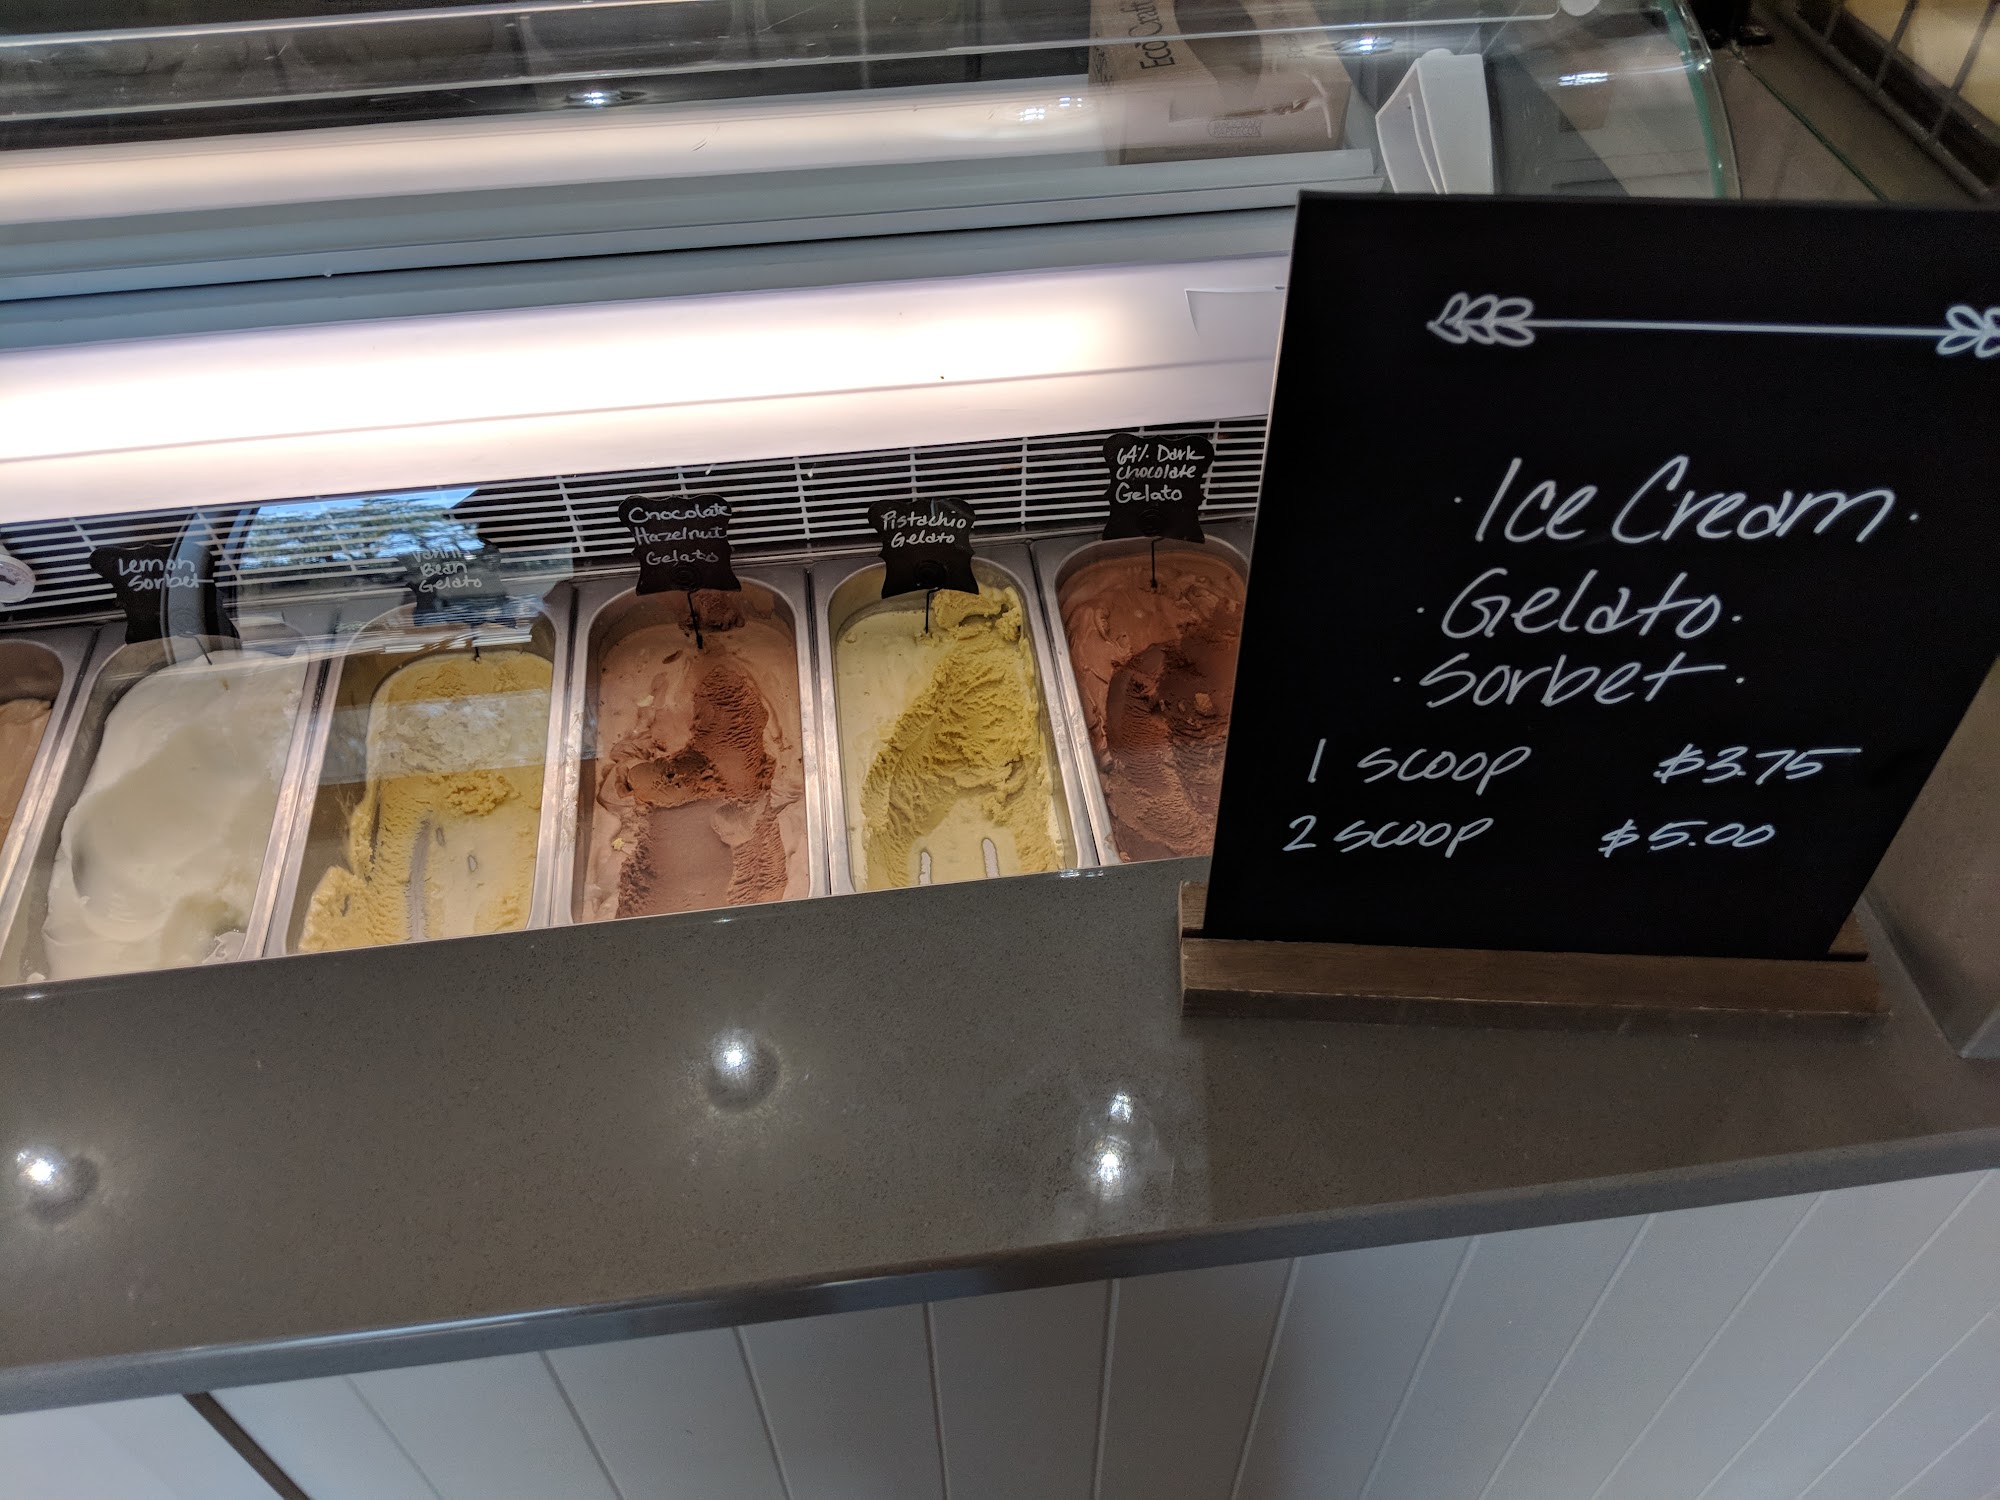 EcoCraft
Lemon
Sorbet
Vanilla
Bean
Gelato
Chocolate
Hazelnut
Gelato
Pistachio
Gelato
64% Dark
Chocolate
Gelato
· Ice Cream ·
· Gelato ·
· Sorbet ·
1 scoop $3.75
2 scoop $5.00